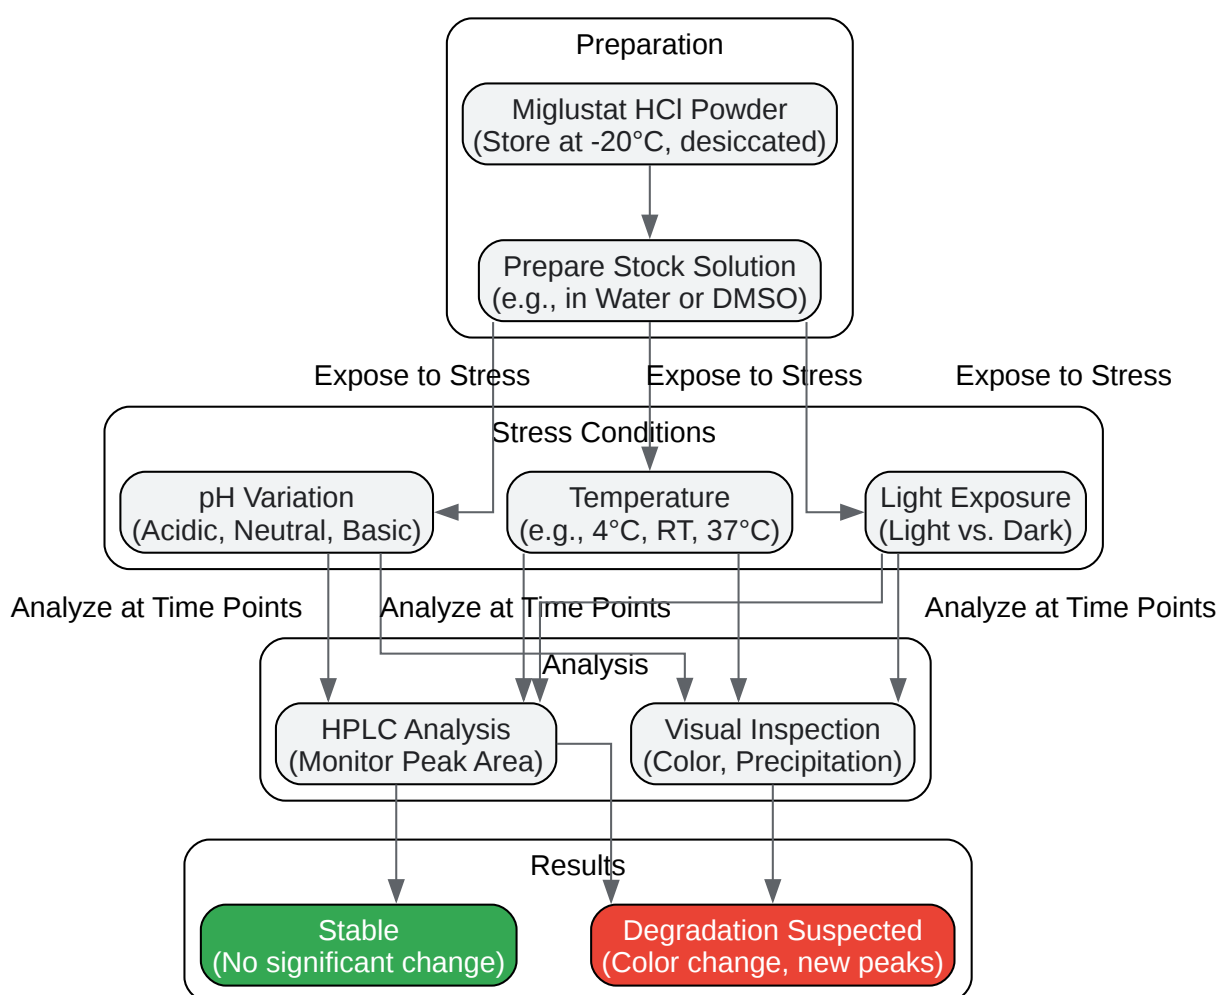 Preparation
Miglustat HCl Powder
(Store at -20°C, desiccated)
Prepare Stock Solution
(e.g., in Water or DMSO)
Expose to Stress
Expose to Stress
Expose to Stress
Stress Conditions
pH Variation
(Acidic, Neutral, Basic)
Temperature
(e.g., 4°C, RT, 37°C)
Light Exposure
(Light vs. Dark)
Analyze at Time Points
Analyze at Time Points
Analyze at Time Points
Analysis
HPLC Analysis
(Monitor Peak Area)
Visual Inspection
(Color, Precipitation)
Results
Stable
(No significant change)
Degradation Suspected
(Color change, new peaks)